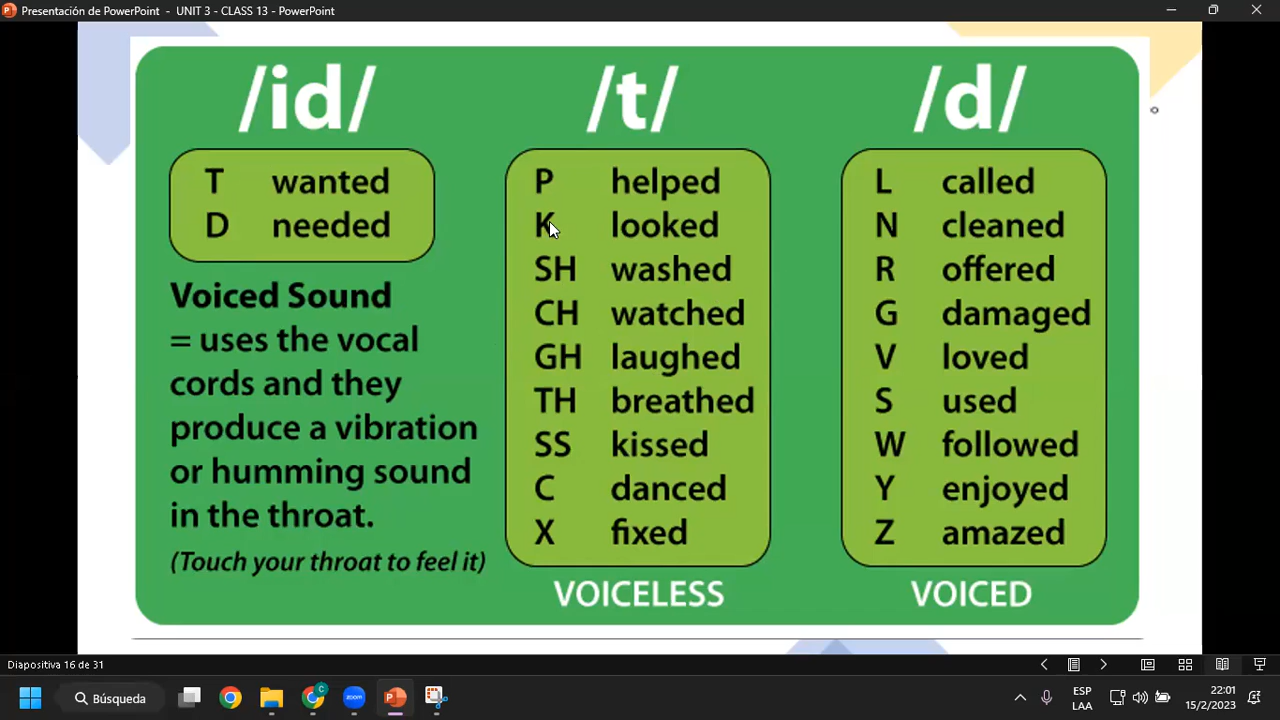 Presentación de PowerPoint - UNIT 3 - CLASS 13 - PowerPoint
/id/
T wanted
D needed
Voiced Sound
= uses the vocal
cords and they
produce a vibration
or humming sound
in the throat.
(Touch your throat to feel it)
/t/
P helped
K looked
SH washed
CH watched
GH laughed
TH breathed
SS kissed
C danced
X fixed
VOICELESS
/d/
L called
N cleaned
R offered
G damaged
V loved
S used
W followed
Y enjoyed
Z amazed
VOICED
Diapositiva 16 de 31
Búsqueda
C
zoom
ESP
LAA
22:01
15/2/2023